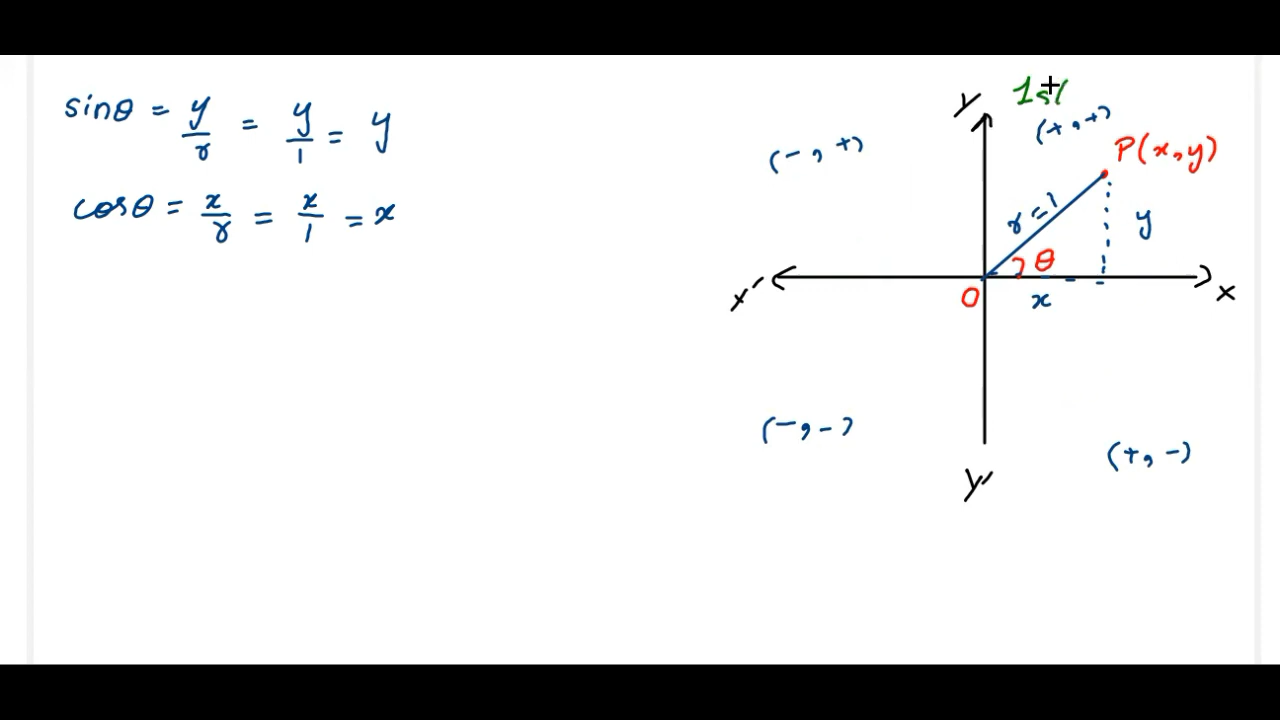 sinθ = y/r = y/1 = y
cosθ = x/r = x/1 = x
Y
1st
(-, +)
(+, +)
P(x, y)
r = 1
y
θ
X'
O
x
X
(-, -)
(+, -)
Y'